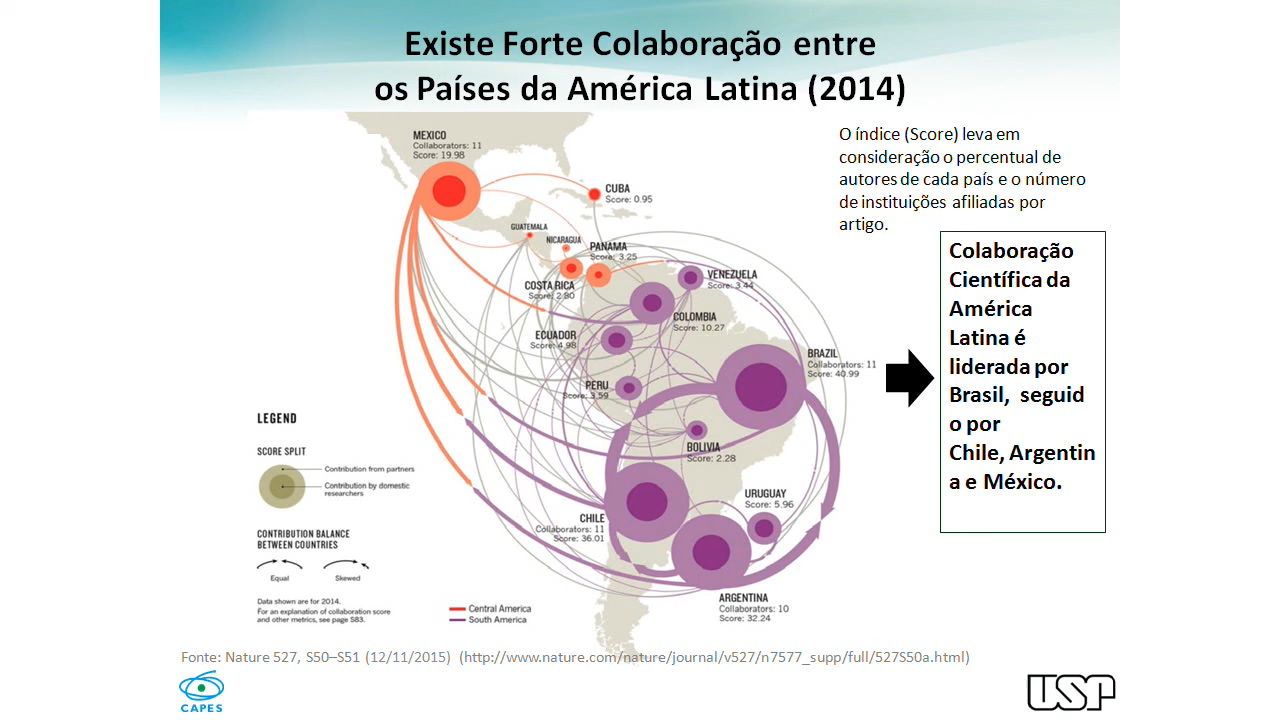 Existe Forte Colaboração entre
os Países da América Latina (2014)
O índice (Score) leva em
consideração o percentual de
autores de cada país e o número
de instituições afiliadas por
artigo.
MEXICO
Collaborators: 11
Score: 19.98
CUBA
Score: 0.95
GUATEMALA
NICARAGUA
PANAMA
Score: 3.25
COSTA RICA
Score: 2.80
VENEZUELA
Score: 3.44
COLOMBIA
Score: 10.27
ECUADOR
Score: 4.98
BRAZIL
Collaborators: 11
Score: 40.99
PERU
Score: 3.59
BOLIVIA
Score: 2.28
URUGUAY
Score: 5.96
CHILE
Collaborators: 11
Score: 36.01
ARGENTINA
Collaborators: 10
Score: 32.24
Colaboração
Científica da
América
Latina é
liderada por
Brasil, seguid
o por
Chile, Argentin
a e México.
LEGEND
SCORE SPLIT
Contribution from partners
Contribution by domestic
researchers
CONTRIBUTION BALANCE
BETWEEN COUNTRIES
Equal
Skewed
Data shown are for 2014.
For an explanation of collaboration score
and other metrics, see page S83.
Central America
South America
Fonte: Nature 527, S50–S51 (12/11/2015) (http://www.nature.com/nature/journal/v527/n7577_supp/full/527S50a.html)
CAPES
USP